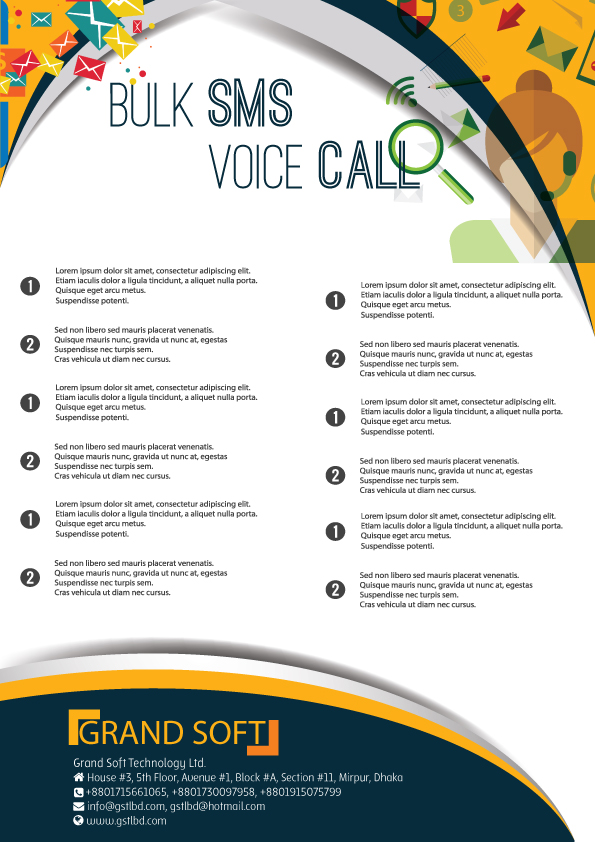 3
BULK SMS
VOICE CALL
1
Lorem ipsum dolor sit amet, consectetur adipiscing elit.
Etiam iaculis dolor a ligula tincidunt, a aliquet nulla porta.
Quisque eget arcu metus.
Suspendisse potenti.
2
Sed non libero sed mauris placerat venenatis.
Quisque mauris nunc, gravida ut nunc at, egestas
Suspendisse nec turpis sem.
Cras vehicula ut diam nec cursus.
1
Lorem ipsum dolor sit amet, consectetur adipiscing elit.
Etiam iaculis dolor a ligula tincidunt, a aliquet nulla porta.
Quisque eget arcu metus.
Suspendisse potenti.
2
Sed non libero sed mauris placerat venenatis.
Quisque mauris nunc, gravida ut nunc at, egestas
Suspendisse nec turpis sem.
Cras vehicula ut diam nec cursus.
1
Lorem ipsum dolor sit amet, consectetur adipiscing elit.
Etiam iaculis dolor a ligula tincidunt, a aliquet nulla porta.
Quisque eget arcu metus.
Suspendisse potenti.
2
Sed non libero sed mauris placerat venenatis.
Quisque mauris nunc, gravida ut nunc at, egestas
Suspendisse nec turpis sem.
Cras vehicula ut diam nec cursus.
1
Lorem ipsum dolor sit amet, consectetur adipiscing elit.
Etiam iaculis dolor a ligula tincidunt, a aliquet nulla porta.
Quisque eget arcu metus.
Suspendisse potenti.
2
Sed non libero sed mauris placerat venenatis.
Quisque mauris nunc, gravida ut nunc at, egestas
Suspendisse nec turpis sem.
Cras vehicula ut diam nec cursus.
1
Lorem ipsum dolor sit amet, consectetur adipiscing elit.
Etiam iaculis dolor a ligula tincidunt, a aliquet nulla porta.
Quisque eget arcu metus.
Suspendisse potenti.
2
Sed non libero sed mauris placerat venenatis.
Quisque mauris nunc, gravida ut nunc at, egestas
Suspendisse nec turpis sem.
Cras vehicula ut diam nec cursus.
1
Lorem ipsum dolor sit amet, consectetur adipiscing elit.
Etiam iaculis dolor a ligula tincidunt, a aliquet nulla porta.
Quisque eget arcu metus.
Suspendisse potenti.
2
Sed non libero sed mauris placerat venenatis.
Quisque mauris nunc, gravida ut nunc at, egestas
Suspendisse nec turpis sem.
Cras vehicula ut diam nec cursus.
GRAND SOFT
Grand Soft Technology Ltd.
House #3, 5th Floor, Avenue #1, Block #A, Section #11, Mirpur, Dhaka
+8801715661065, +8801730097958, +8801915075799
info@gstlbd.com, gstlbd@hotmail.com
www.gstlbd.com